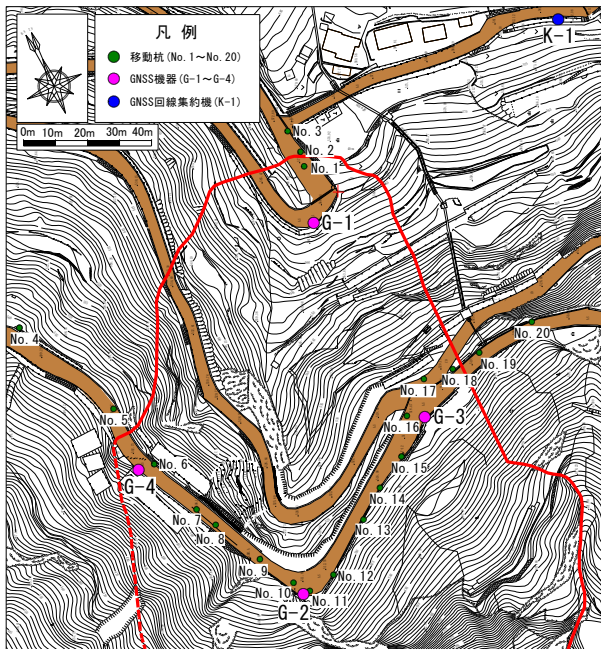 凡 例
移動杭(No.1～No.20)
GNSS機器(G-1～G-4)
GNSS回線集約機(K-1)
0m 10m 20m 30m 40m
K-1
No.3
No.2
No.1
G-1
No.4
No.20
No.19
No.18
No.17
No.16
G-3
No.5
No.6
G-4
No.15
No.14
No.7
No.8
No.13
No.9
No.12
No.10
No.11
G-2